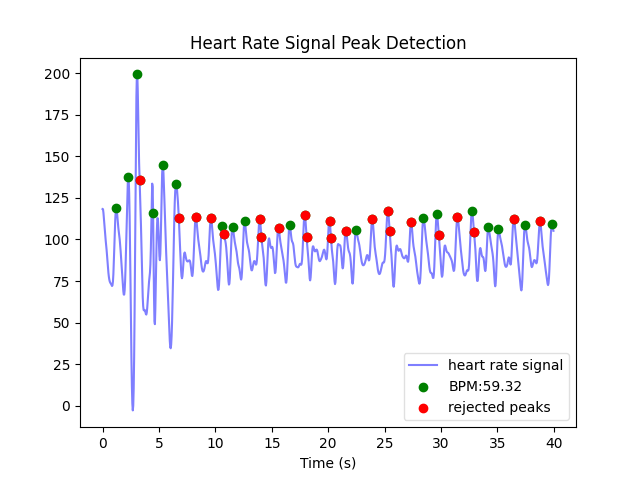 Heart Rate Signal Peak Detection
200
175
150
125
100
75
50
25
0
heart rate signal
BPM:59.32
rejected peaks
0 5 10 15 20 25 30 35 40
Time (s)